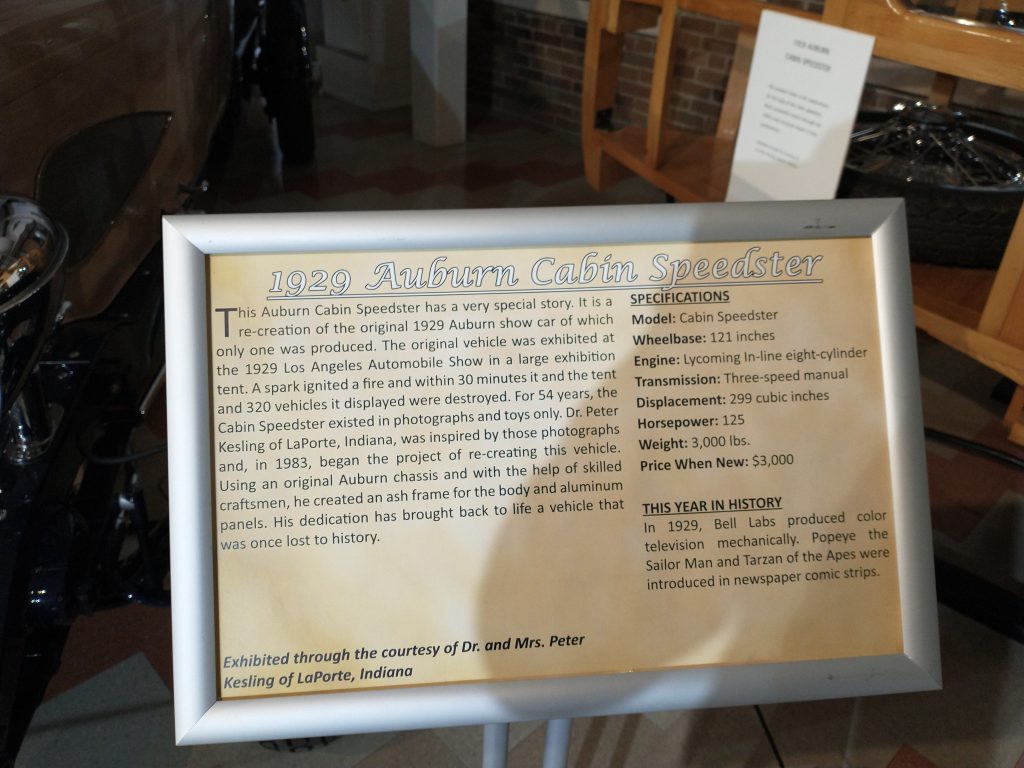 1929 AUBURN
CABIN SPEEDSTER
1929 Auburn Cabin Speedster
This Auburn Cabin Speedster has a very special story. It is a
re-creation of the original 1929 Auburn show car of which
only one was produced. The original vehicle was exhibited at
the 1929 Los Angeles Automobile Show in a large exhibition
tent. A spark ignited a fire and within 30 minutes it and the tent
and 320 vehicles it displayed were destroyed. For 54 years, the
Cabin Speedster existed in photographs and toys only. Dr. Peter
Kesling of LaPorte, Indiana, was inspired by those photographs
and, in 1983, began the project of re-creating this vehicle.
Using an original Auburn chassis and with the help of skilled
craftsmen, he created an ash frame for the body and aluminum
panels. His dedication has brought back to life a vehicle that
was once lost to history.
Exhibited through the courtesy of Dr. and Mrs. Peter
Kesling of LaPorte, Indiana
SPECIFICATIONS
Model: Cabin Speedster
Wheelbase: 121 inches
Engine: Lycoming In-line eight-cylinder
Transmission: Three-speed manual
Displacement: 299 cubic inches
Horsepower: 125
Weight: 3,000 lbs.
Price When New: $3,000
THIS YEAR IN HISTORY
In 1929, Bell Labs produced color
television mechanically. Popeye the
Sailor Man and Tarzan of the Apes were
introduced in newspaper comic strips.